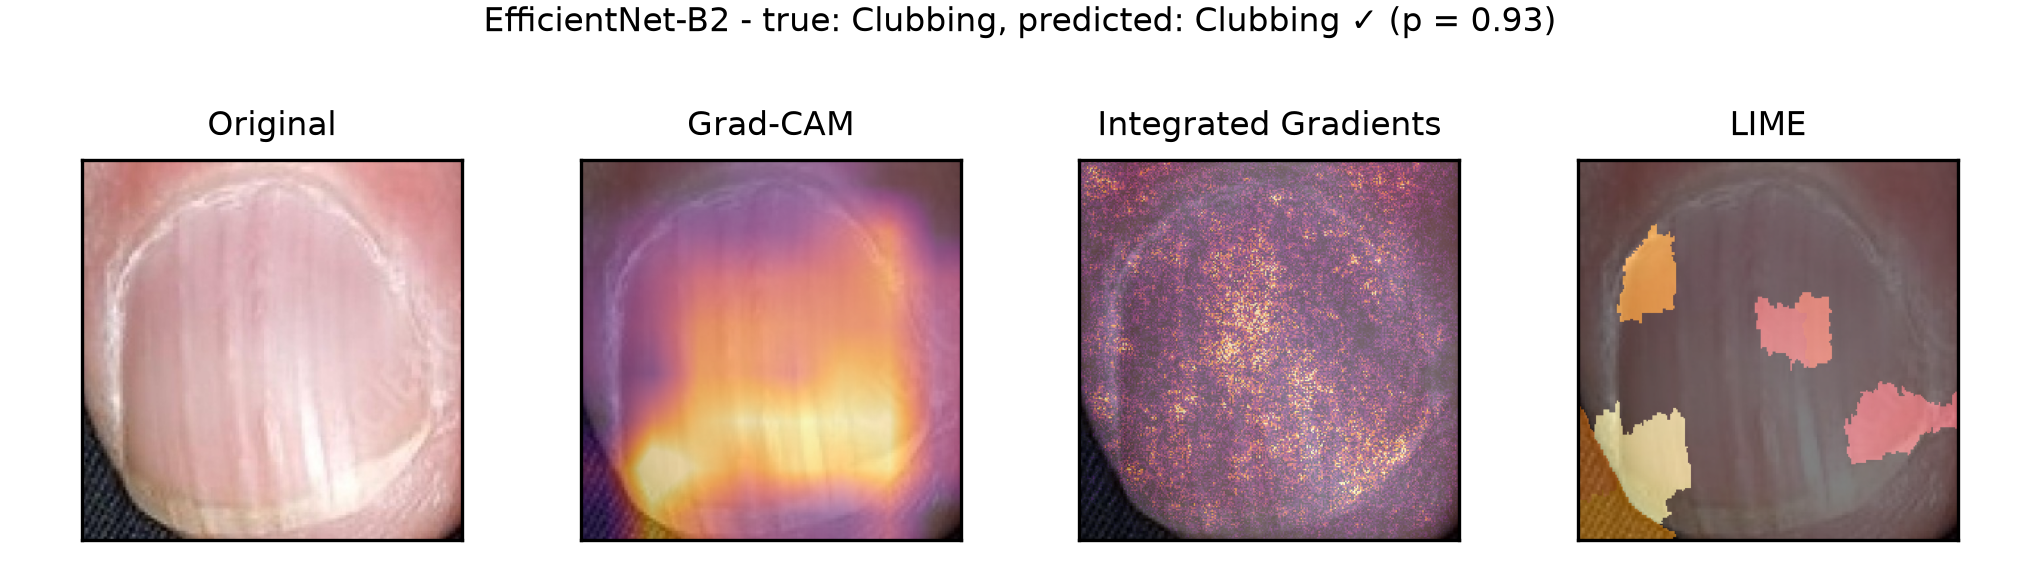 EfficientNet-B2 - true: Clubbing, predicted: Clubbing ✓ (p = 0.93)
Original
Grad-CAM
Integrated Gradients
LIME